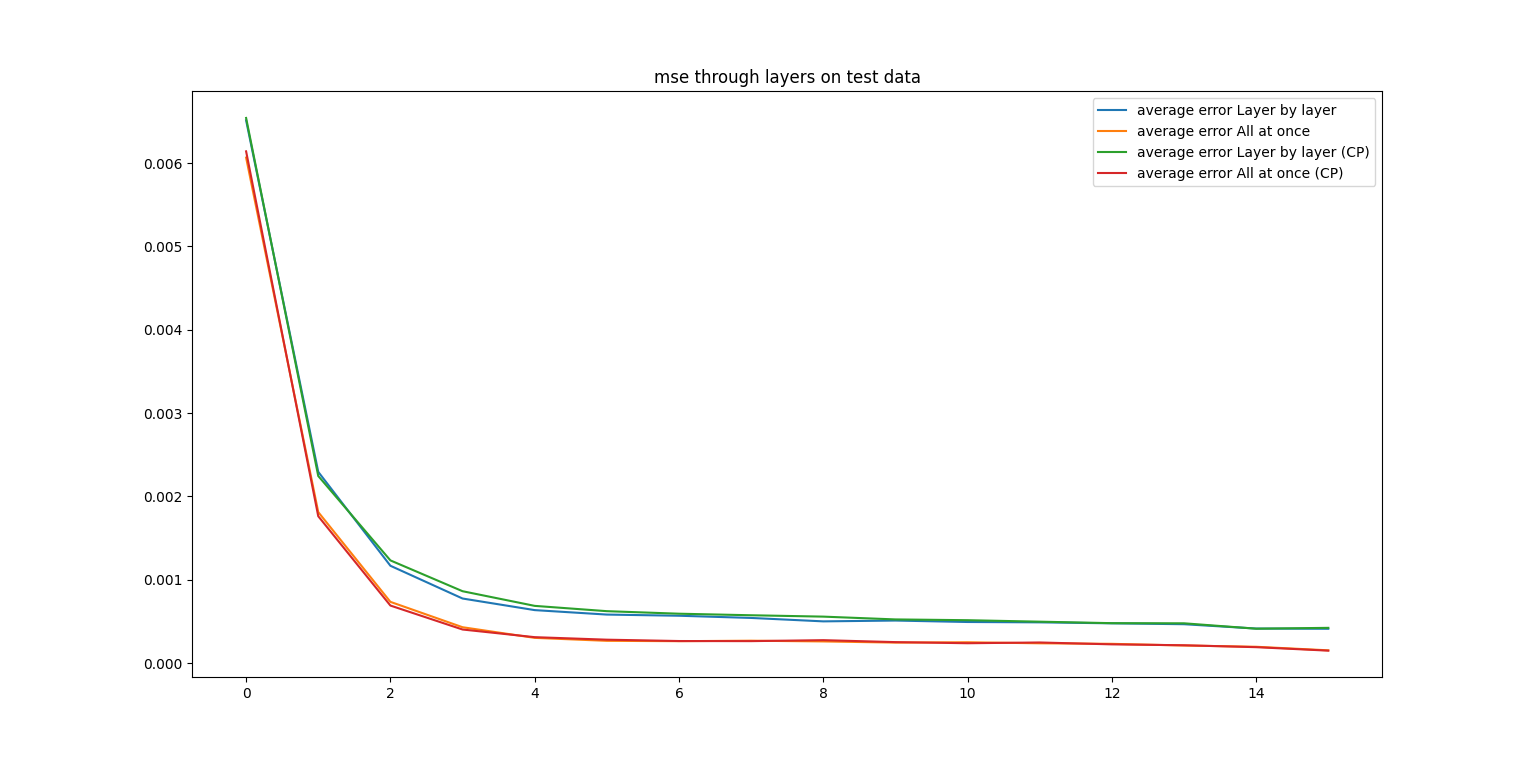 mse through layers on test data
average error Layer by layer
average error All at once
average error Layer by layer (CP)
average error All at once (CP)
0.006
0.005
0.004
0.003
0.002
0.001
0.000
0 2 4 6 8 10 12 14